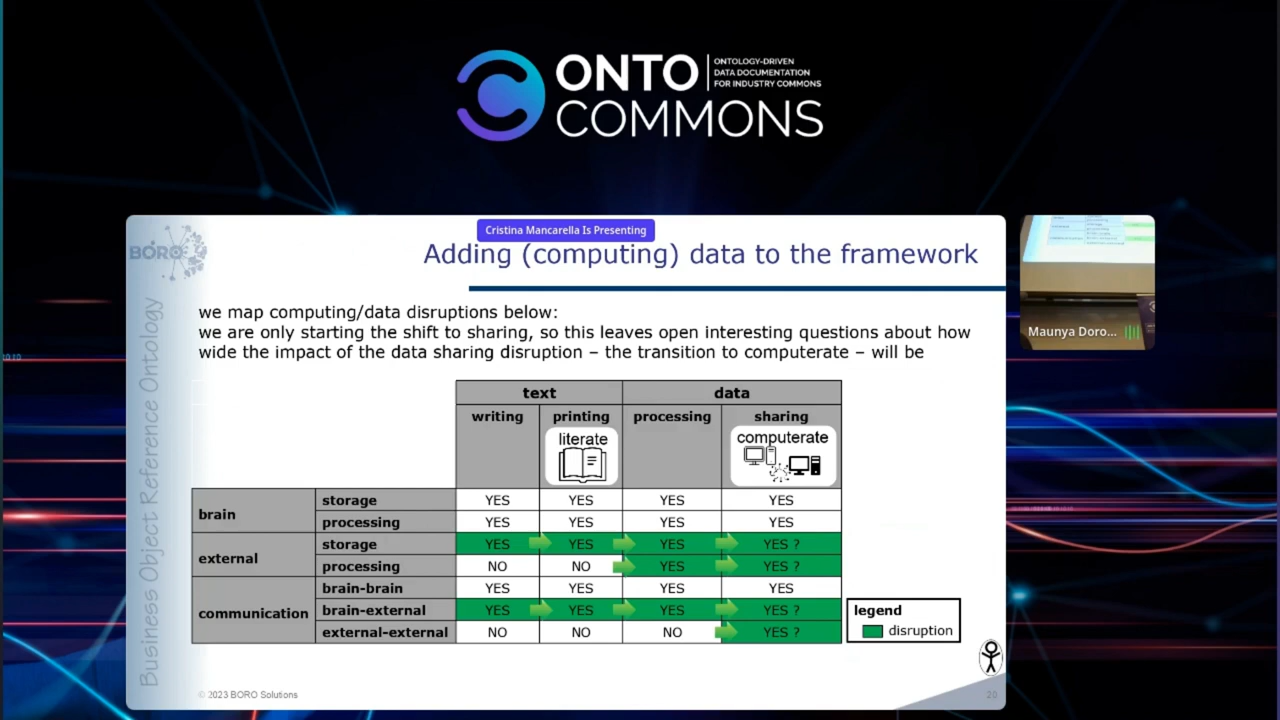 ONTO
COMMONS
ONTOLOGY-DRIVEN
DATA DOCUMENTATION
FOR INDUSTRY COMMONS
Cristina Mancarella Is Presenting
BORO
Business Object Reference Ontology
Adding (computing) data to the framework
we map computing/data disruptions below:
we are only starting the shift to sharing, so this leaves open interesting questions about how
wide the impact of the data sharing disruption – the transition to computerate – will be
text data
writing printing processing sharing
literate computerate
brain storage YES YES YES YES
processing YES YES YES YES
external storage YES YES YES YES ?
processing NO NO YES YES ?
communication brain-brain YES YES YES YES
brain-external YES YES YES YES ?
external-external NO NO NO YES ?
legend
disruption
© 2023 BORO Solutions
20
Maunya Doro...